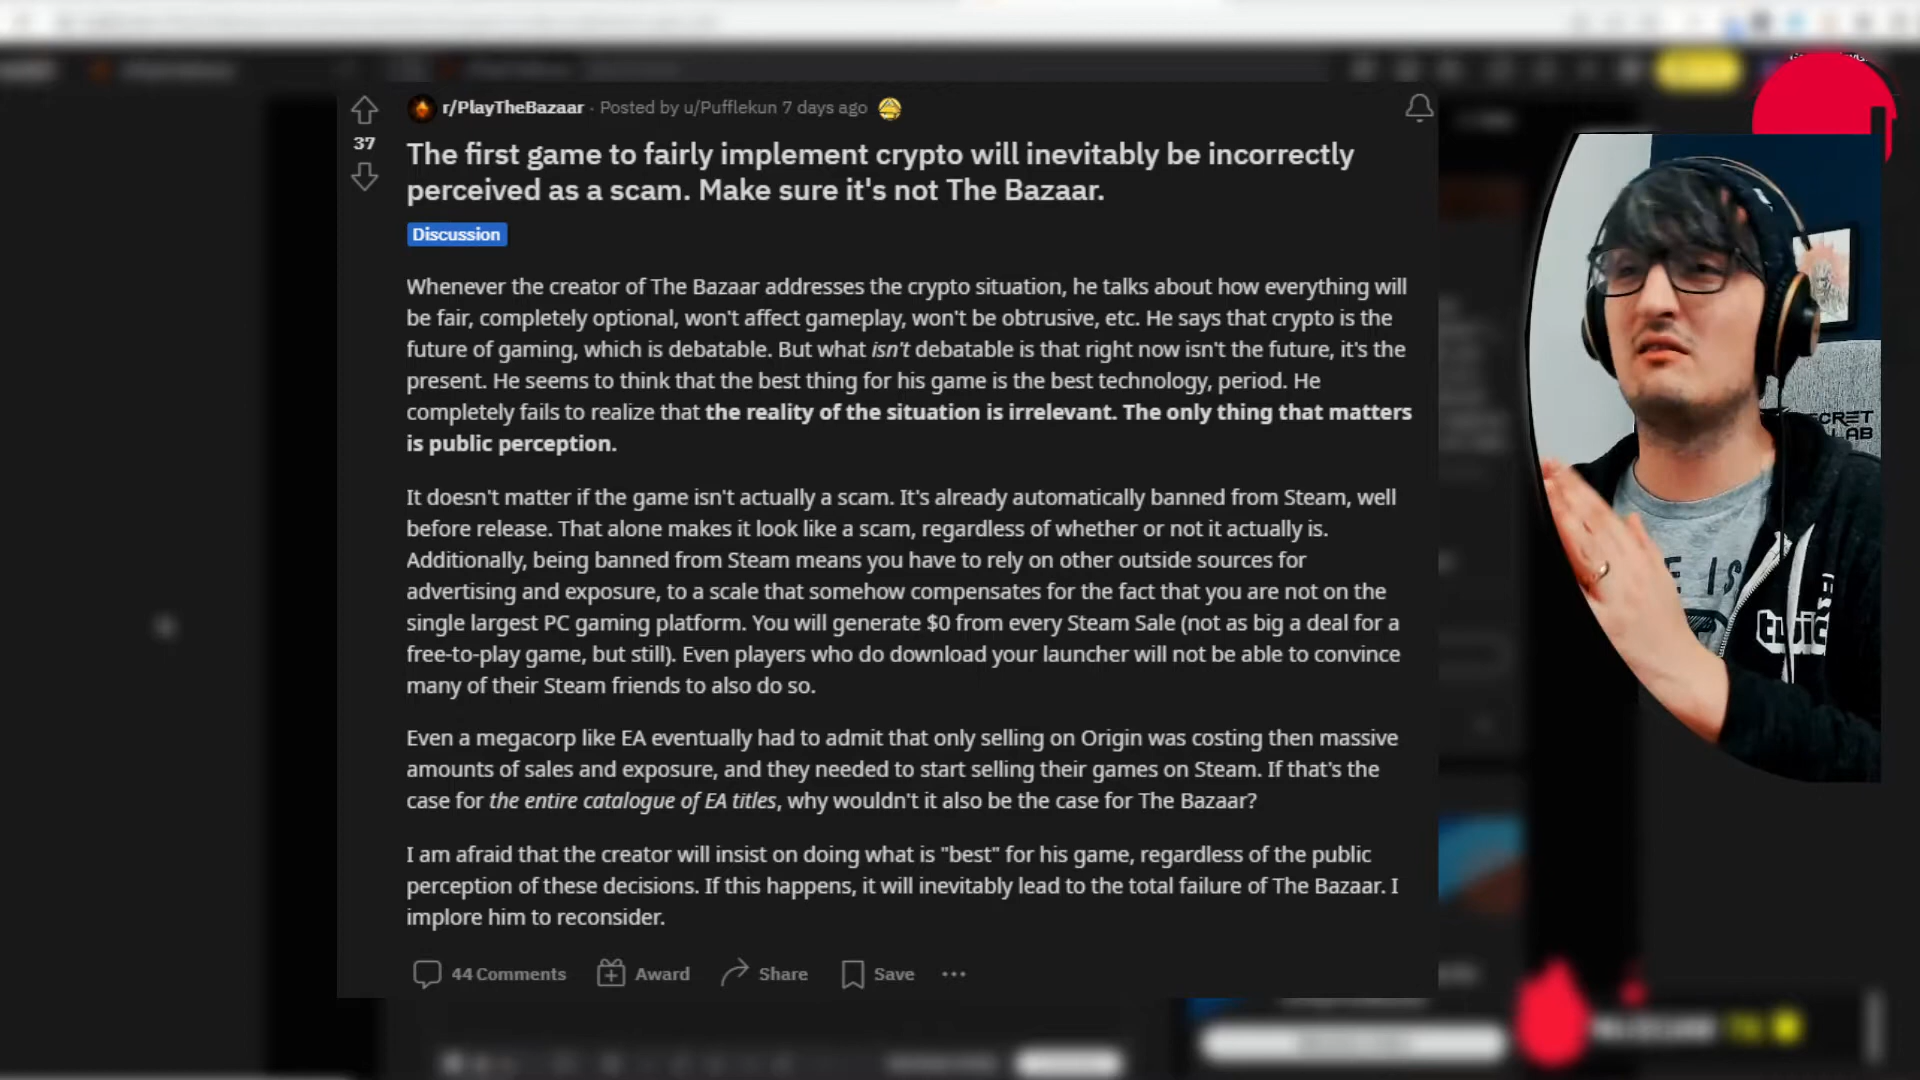 r/PlayTheBazaar · Posted by u/Pufflekun 7 days ago
37
The first game to fairly implement crypto will inevitably be incorrectly
perceived as a scam. Make sure it's not The Bazaar.
Discussion
Whenever the creator of The Bazaar addresses the crypto situation, he talks about how everything will
be fair, completely optional, won't affect gameplay, won't be obtrusive, etc. He says that crypto is the
future of gaming, which is debatable. But what isn't debatable is that right now isn't the future, it's the
present. He seems to think that the best thing for his game is the best technology, period. He
completely fails to realize that the reality of the situation is irrelevant. The only thing that matters
is public perception.
It doesn't matter if the game isn't actually a scam. It's already automatically banned from Steam, well
before release. That alone makes it look like a scam, regardless of whether or not it actually is.
Additionally, being banned from Steam means you have to rely on other outside sources for
advertising and exposure, to a scale that somehow compensates for the fact that you are not on the
single largest PC gaming platform. You will generate $0 from every Steam Sale (not as big a deal for a
free-to-play game, but still). Even players who do download your launcher will not be able to convince
many of their Steam friends to also do so.
Even a megacorp like EA eventually had to admit that only selling on Origin was costing then massive
amounts of sales and exposure, and they needed to start selling their games on Steam. If that's the
case for the entire catalogue of EA titles, why wouldn't it also be the case for The Bazaar?
I am afraid that the creator will insist on doing what is "best" for his game, regardless of the public
perception of these decisions. If this happens, it will inevitably lead to the total failure of The Bazaar. I
implore him to reconsider.
44 Comments Award Share Save
CRET
LAB
E IS